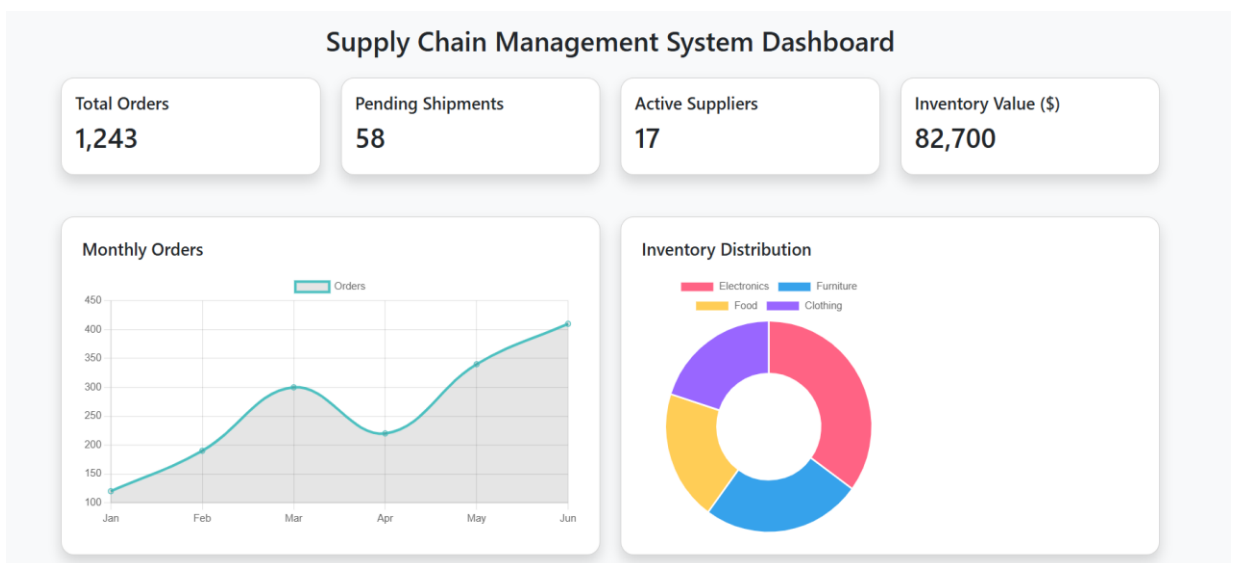 Supply Chain Management System Dashboard
Total Orders
1,243
Pending Shipments
58
Active Suppliers
17
Inventory Value ($)
82,700
Monthly Orders
Orders
450
400
350
300
250
200
150
100
Jan Feb Mar Apr May Jun
Inventory Distribution
Electronics Furniture
Food Clothing